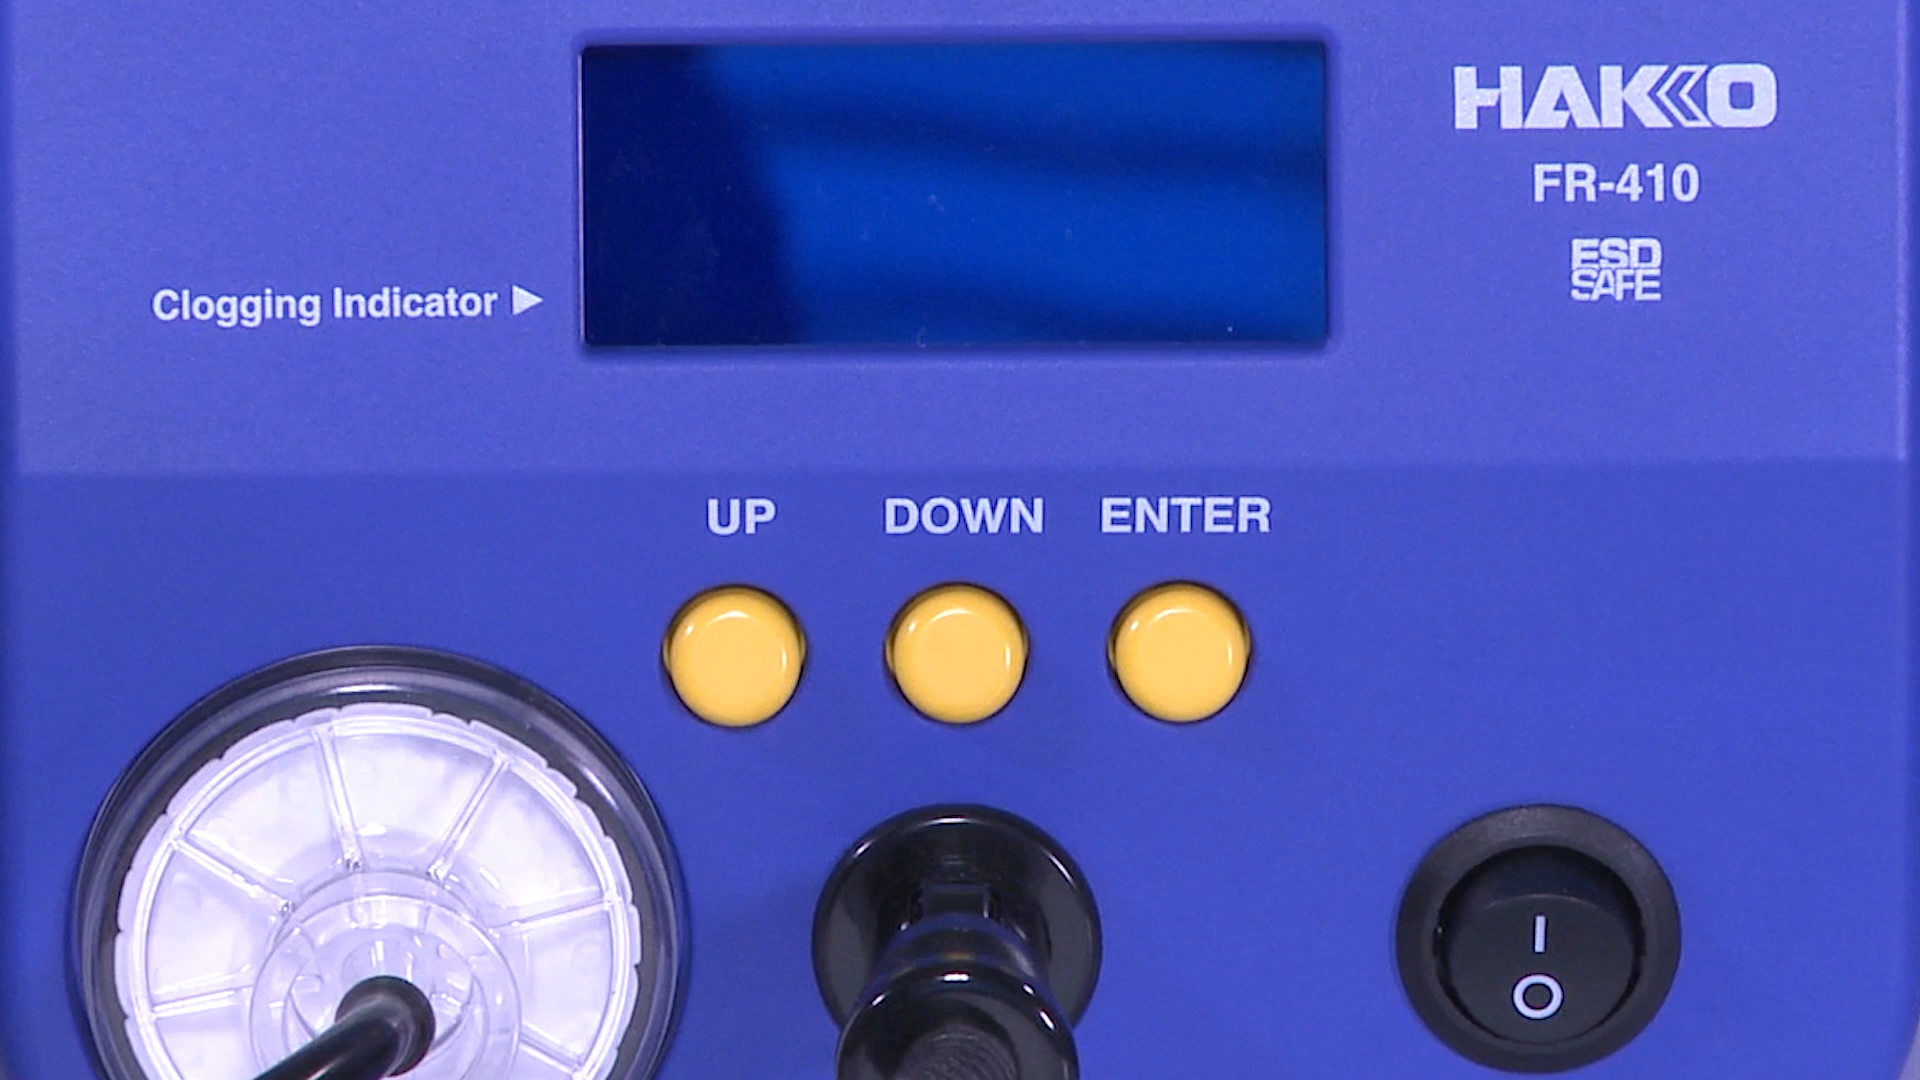 HAKKO
FR-410
ESD
SAFE
Clogging Indicator ▶
UP DOWN ENTER
I
O